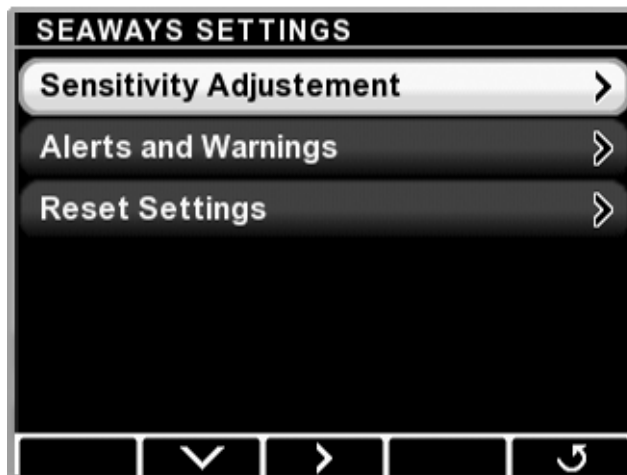 SEAWAYS SETTINGS
Sensitivity Adjustement
Alerts and Warnings
Reset Settings